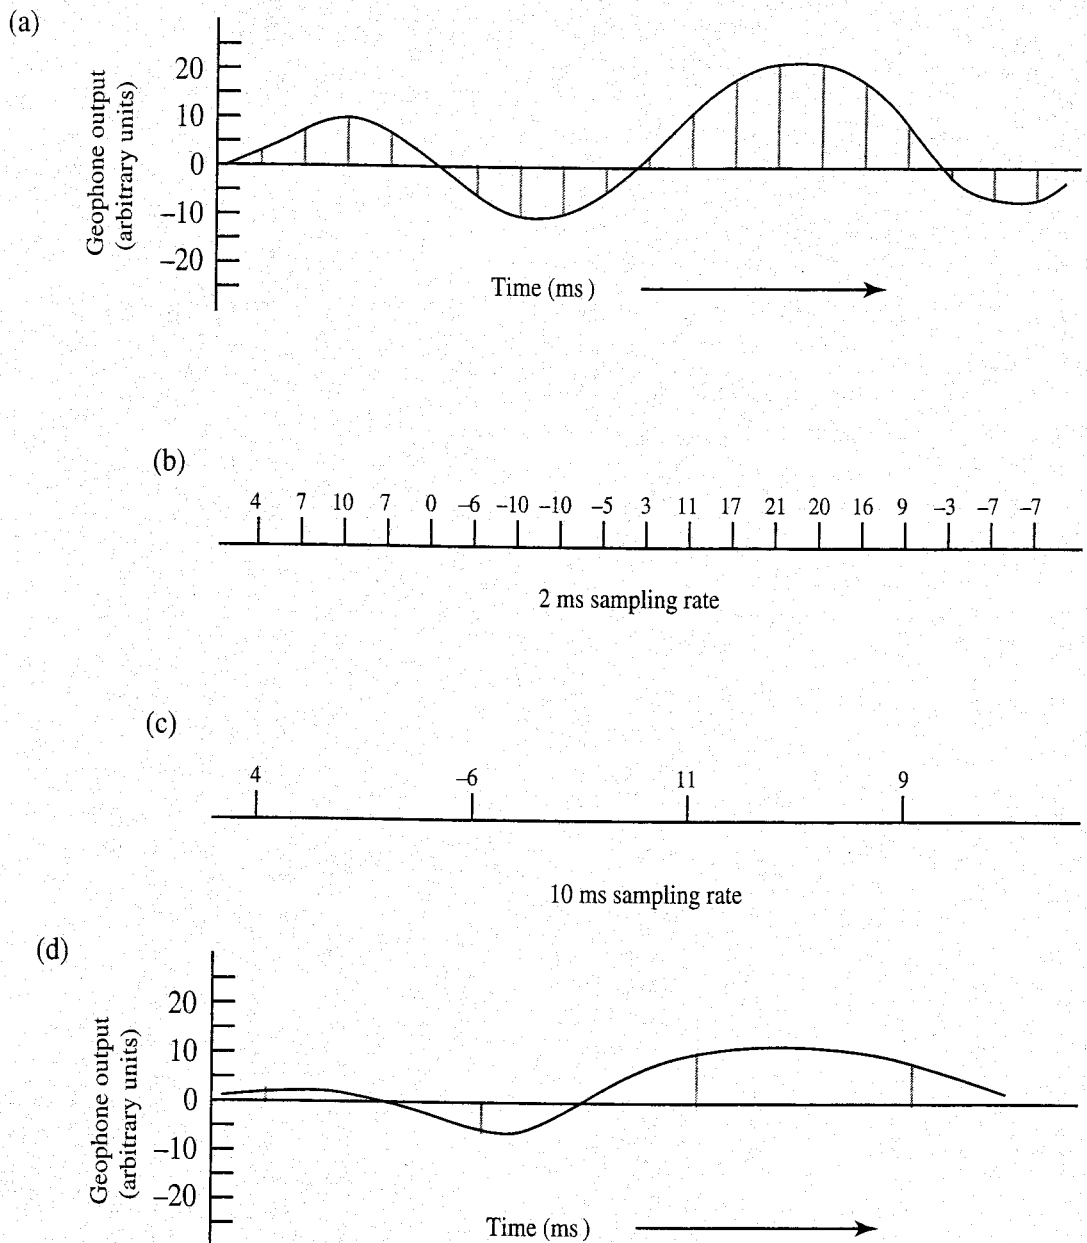 (a)
Geophone output
(arbitrary units)
20
10
0
–10
–20
Time (ms)
(b)
4 7 10 7 0 –6 –10 –10 –5 3 11 17 21 20 16 9 –3 –7 –7
2 ms sampling rate
(c)
4 –6 11 9
10 ms sampling rate
(d)
Geophone output
(arbitrary units)
20
10
0
–10
–20
Time (ms)